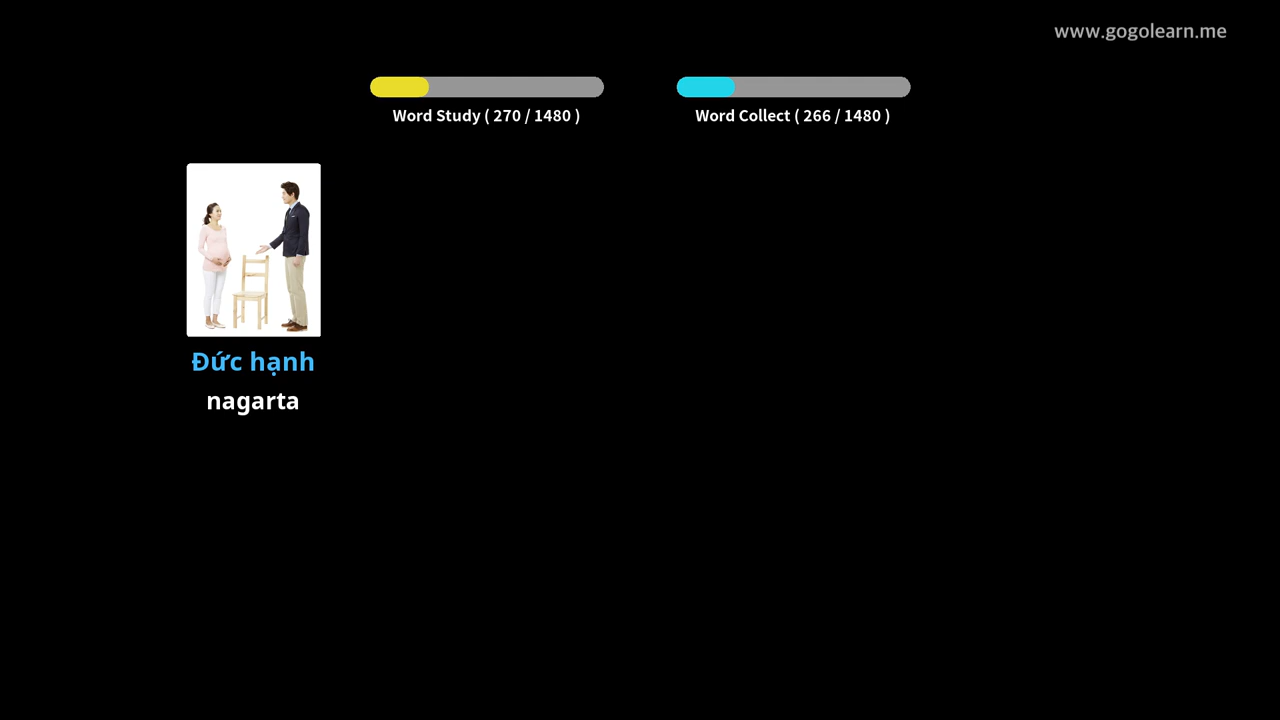 www.gogolearn.me
Word Study ( 270 / 1480 )
Word Collect ( 266 / 1480 )
Đức hạnh
nagarta